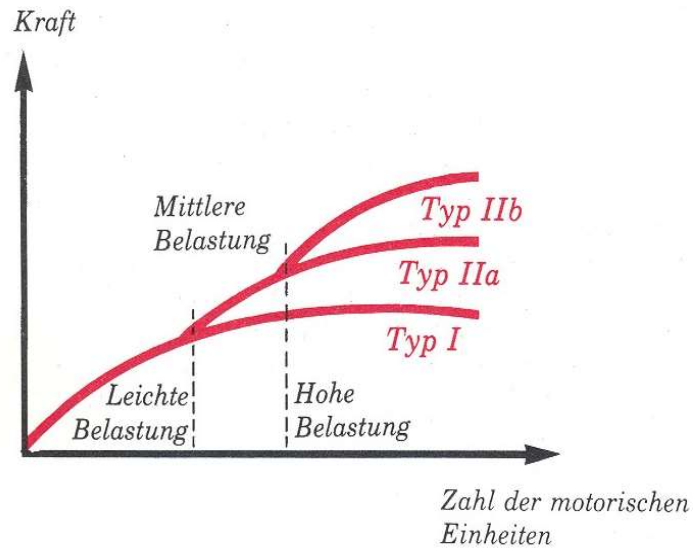 Kraft
Mittlere
Belastung
Typ IIb
Typ IIa
Typ I
Leichte
Belastung
Hohe
Belastung
Zahl der motorischen
Einheiten